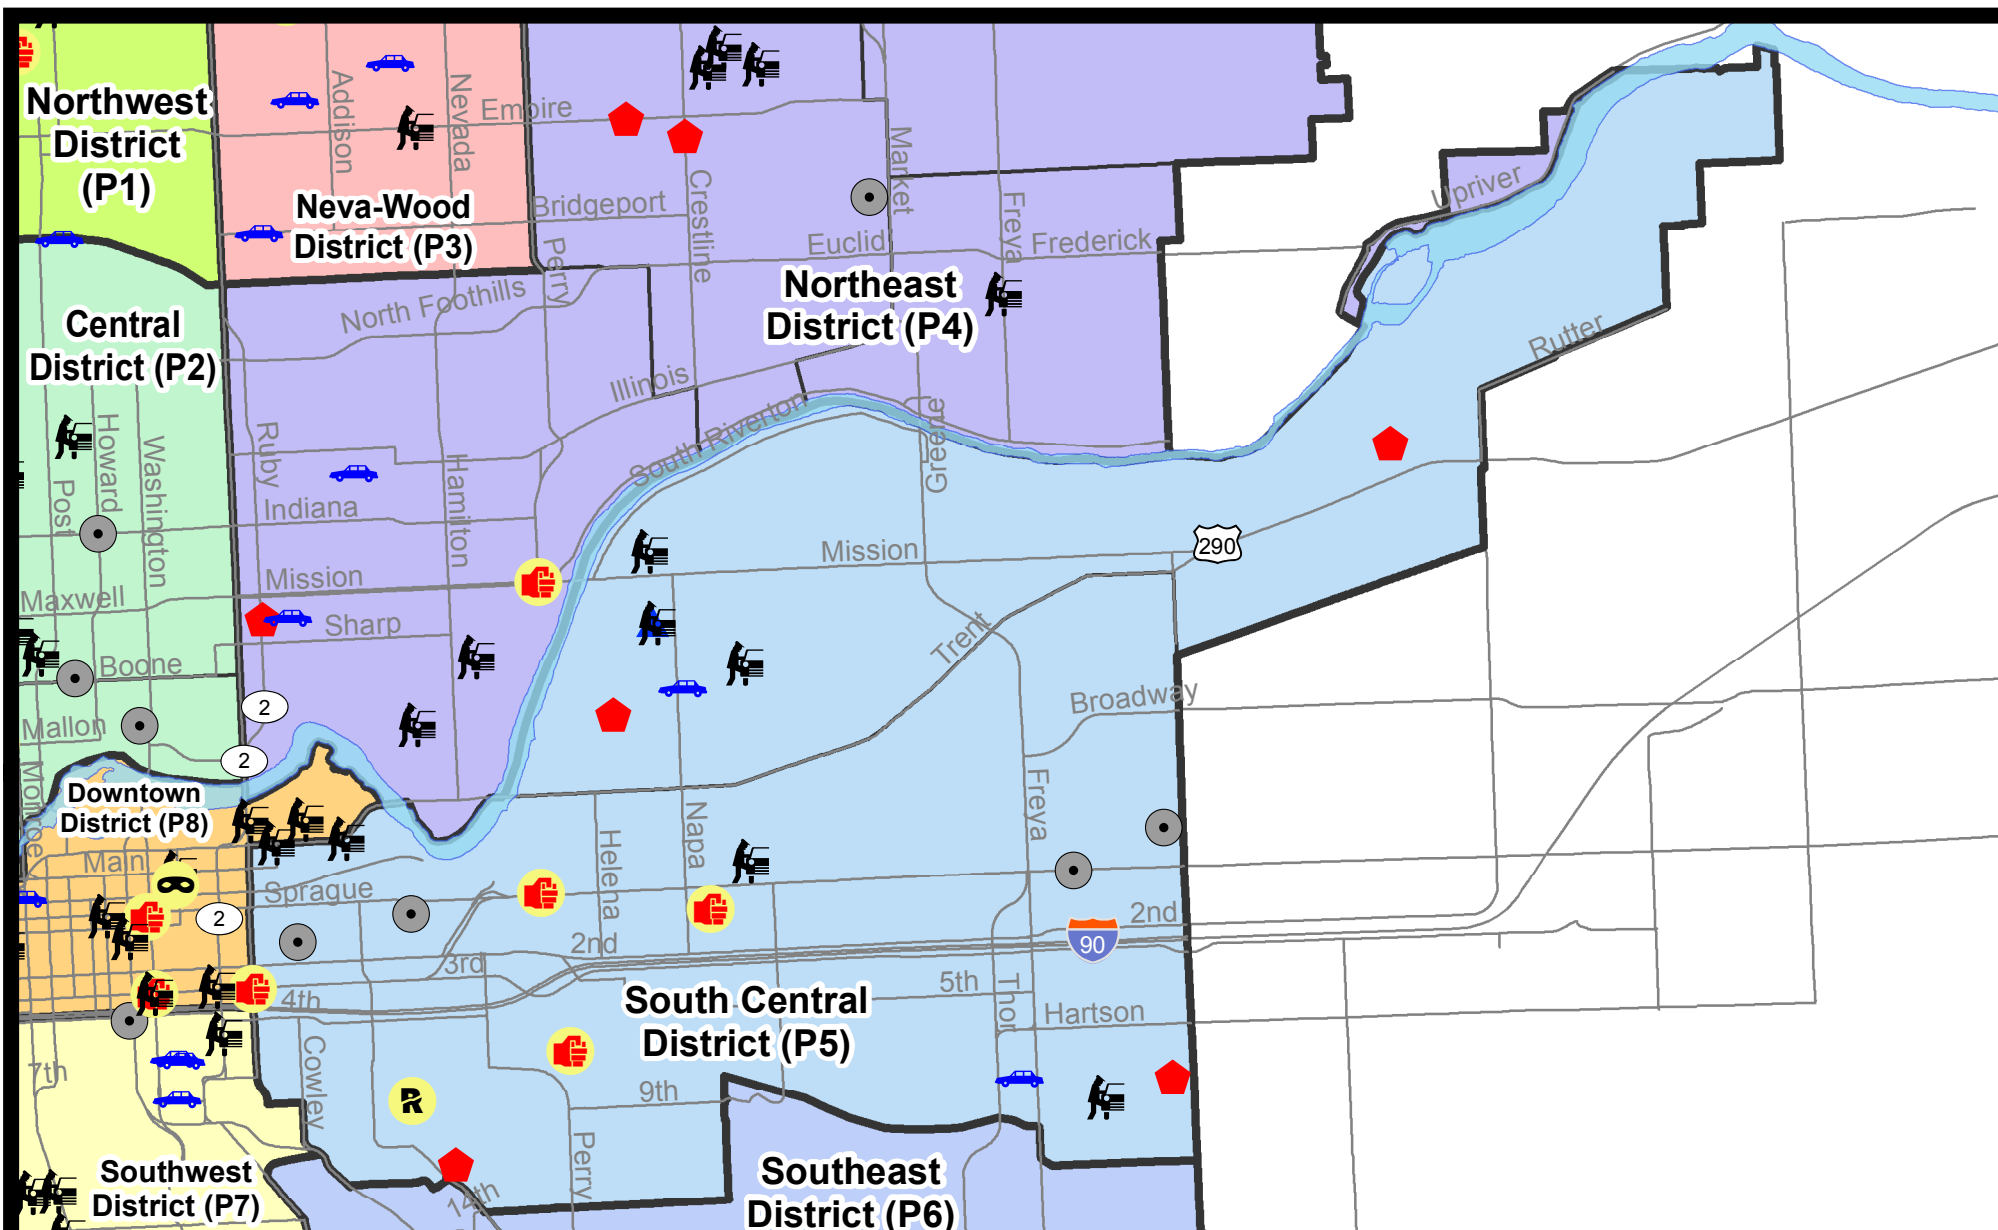 Northwest
District
(P1)
Addison
Nevada
Empire
Market
Crestline
Bridgeport
Neva-Wood
District (P3)
Perry
Euclid
Freya
Frederick
Upriver
Northeast
District (P4)
North Foothills
Central
District (P2)
Rutter
Illinois
South Riverton
Greene
Howard
Washington
Post
Ruby
Hamilton
Indiana
290
Mission
Mission
Maxwell
Sharp
Trent
Boone
Broadway
2
Mallon
2
Monroe
Downtown
District (P8)
Freya
Napa
Helena
Main
Sprague
2
2nd
2nd
90
3rd
5th
Thor
4th
South Central
District (P5)
Hartson
Cowley
7th
9th
R
Perry
Southwest
District (P7)
14th
Southeast
District (P6)